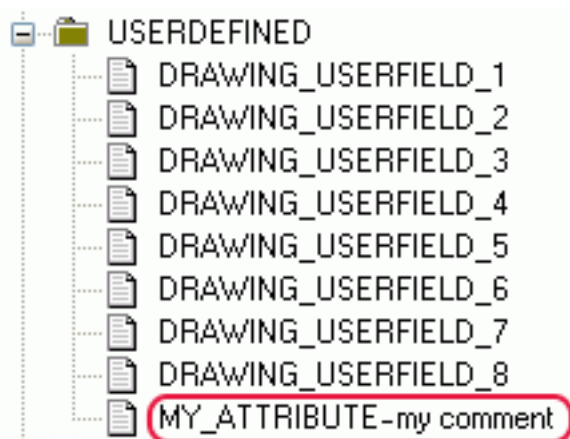 USERDEFINED
DRAWING_USERFIELD_1
DRAWING_USERFIELD_2
DRAWING_USERFIELD_3
DRAWING_USERFIELD_4
DRAWING_USERFIELD_5
DRAWING_USERFIELD_6
DRAWING_USERFIELD_7
DRAWING_USERFIELD_8
MY_ATTRIBUTE-my comment